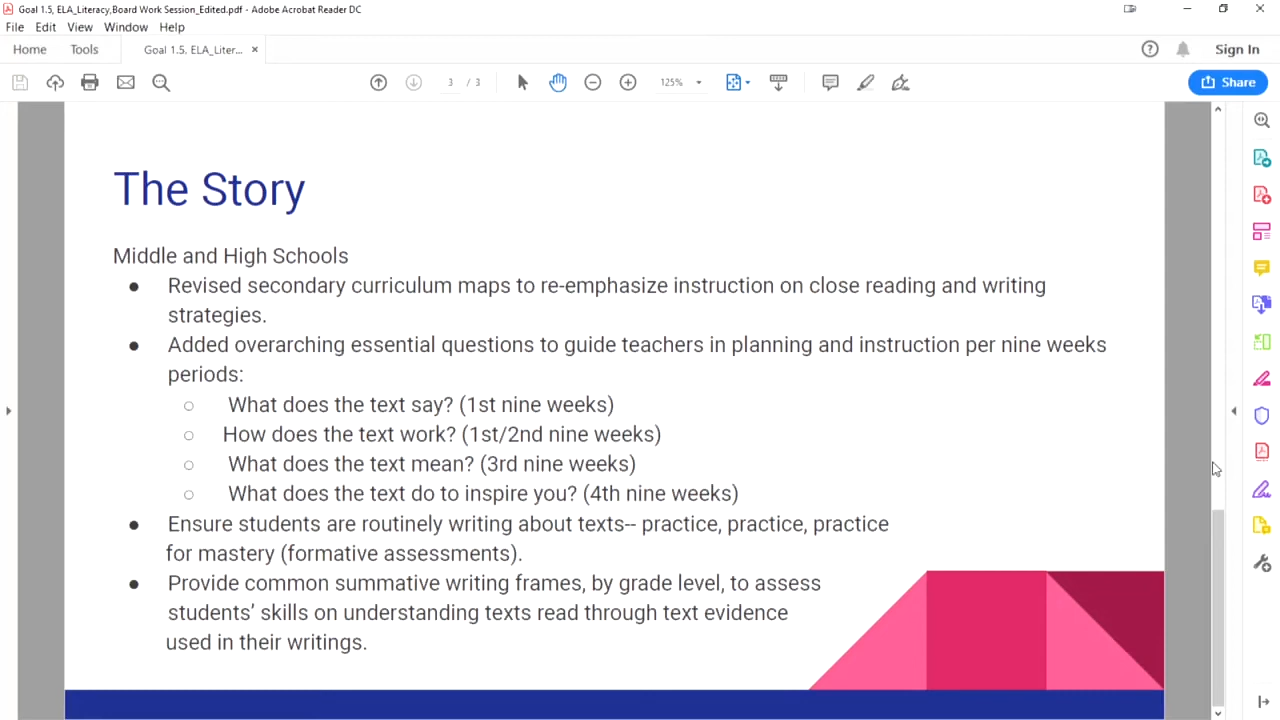 Goal 1.5, ELA_Literacy,Board Work Session_Edited.pdf - Adobe Acrobat Reader DC
File Edit View Window Help
Home Tools Goal 1.5, ELA_Liter... × Sign In
3 / 3 125% Share
The Story
Middle and High Schools
● Revised secondary curriculum maps to re-emphasize instruction on close reading and writing
strategies.
● Added overarching essential questions to guide teachers in planning and instruction per nine weeks
periods:
○ What does the text say? (1st nine weeks)
○ How does the text work? (1st/2nd nine weeks)
○ What does the text mean? (3rd nine weeks)
○ What does the text do to inspire you? (4th nine weeks)
● Ensure students are routinely writing about texts-- practice, practice, practice
for mastery (formative assessments).
● Provide common summative writing frames, by grade level, to assess
students’ skills on understanding texts read through text evidence
used in their writings.